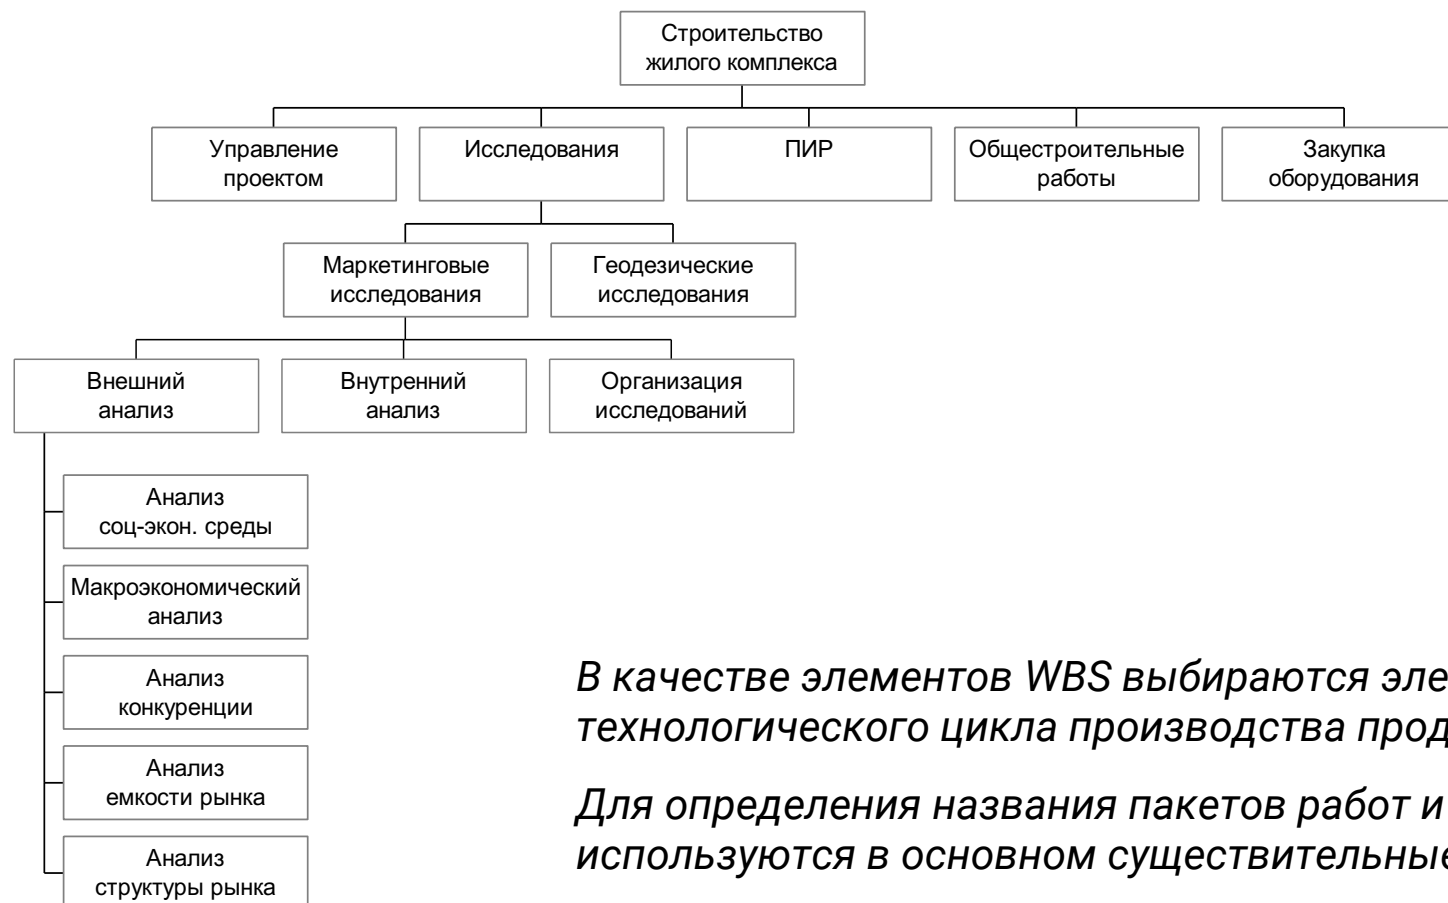 Строительство
жилого комплекса
Управление
проектом
Исследования
ПИР
Общестроительные
работы
Закупка
оборудования
Маркетинговые
исследования
Геодезические
исследования
Внешний
анализ
Внутренний
анализ
Организация
исследований
Анализ
соц-экон. среды
Макроэкономический
анализ
Анализ
конкуренции
Анализ
емкости рынка
Анализ
структуры рынка
В качестве элементов WBS выбираются
технологического цикла производства
Для определения названия пакетов работ и
используются в основном существительные